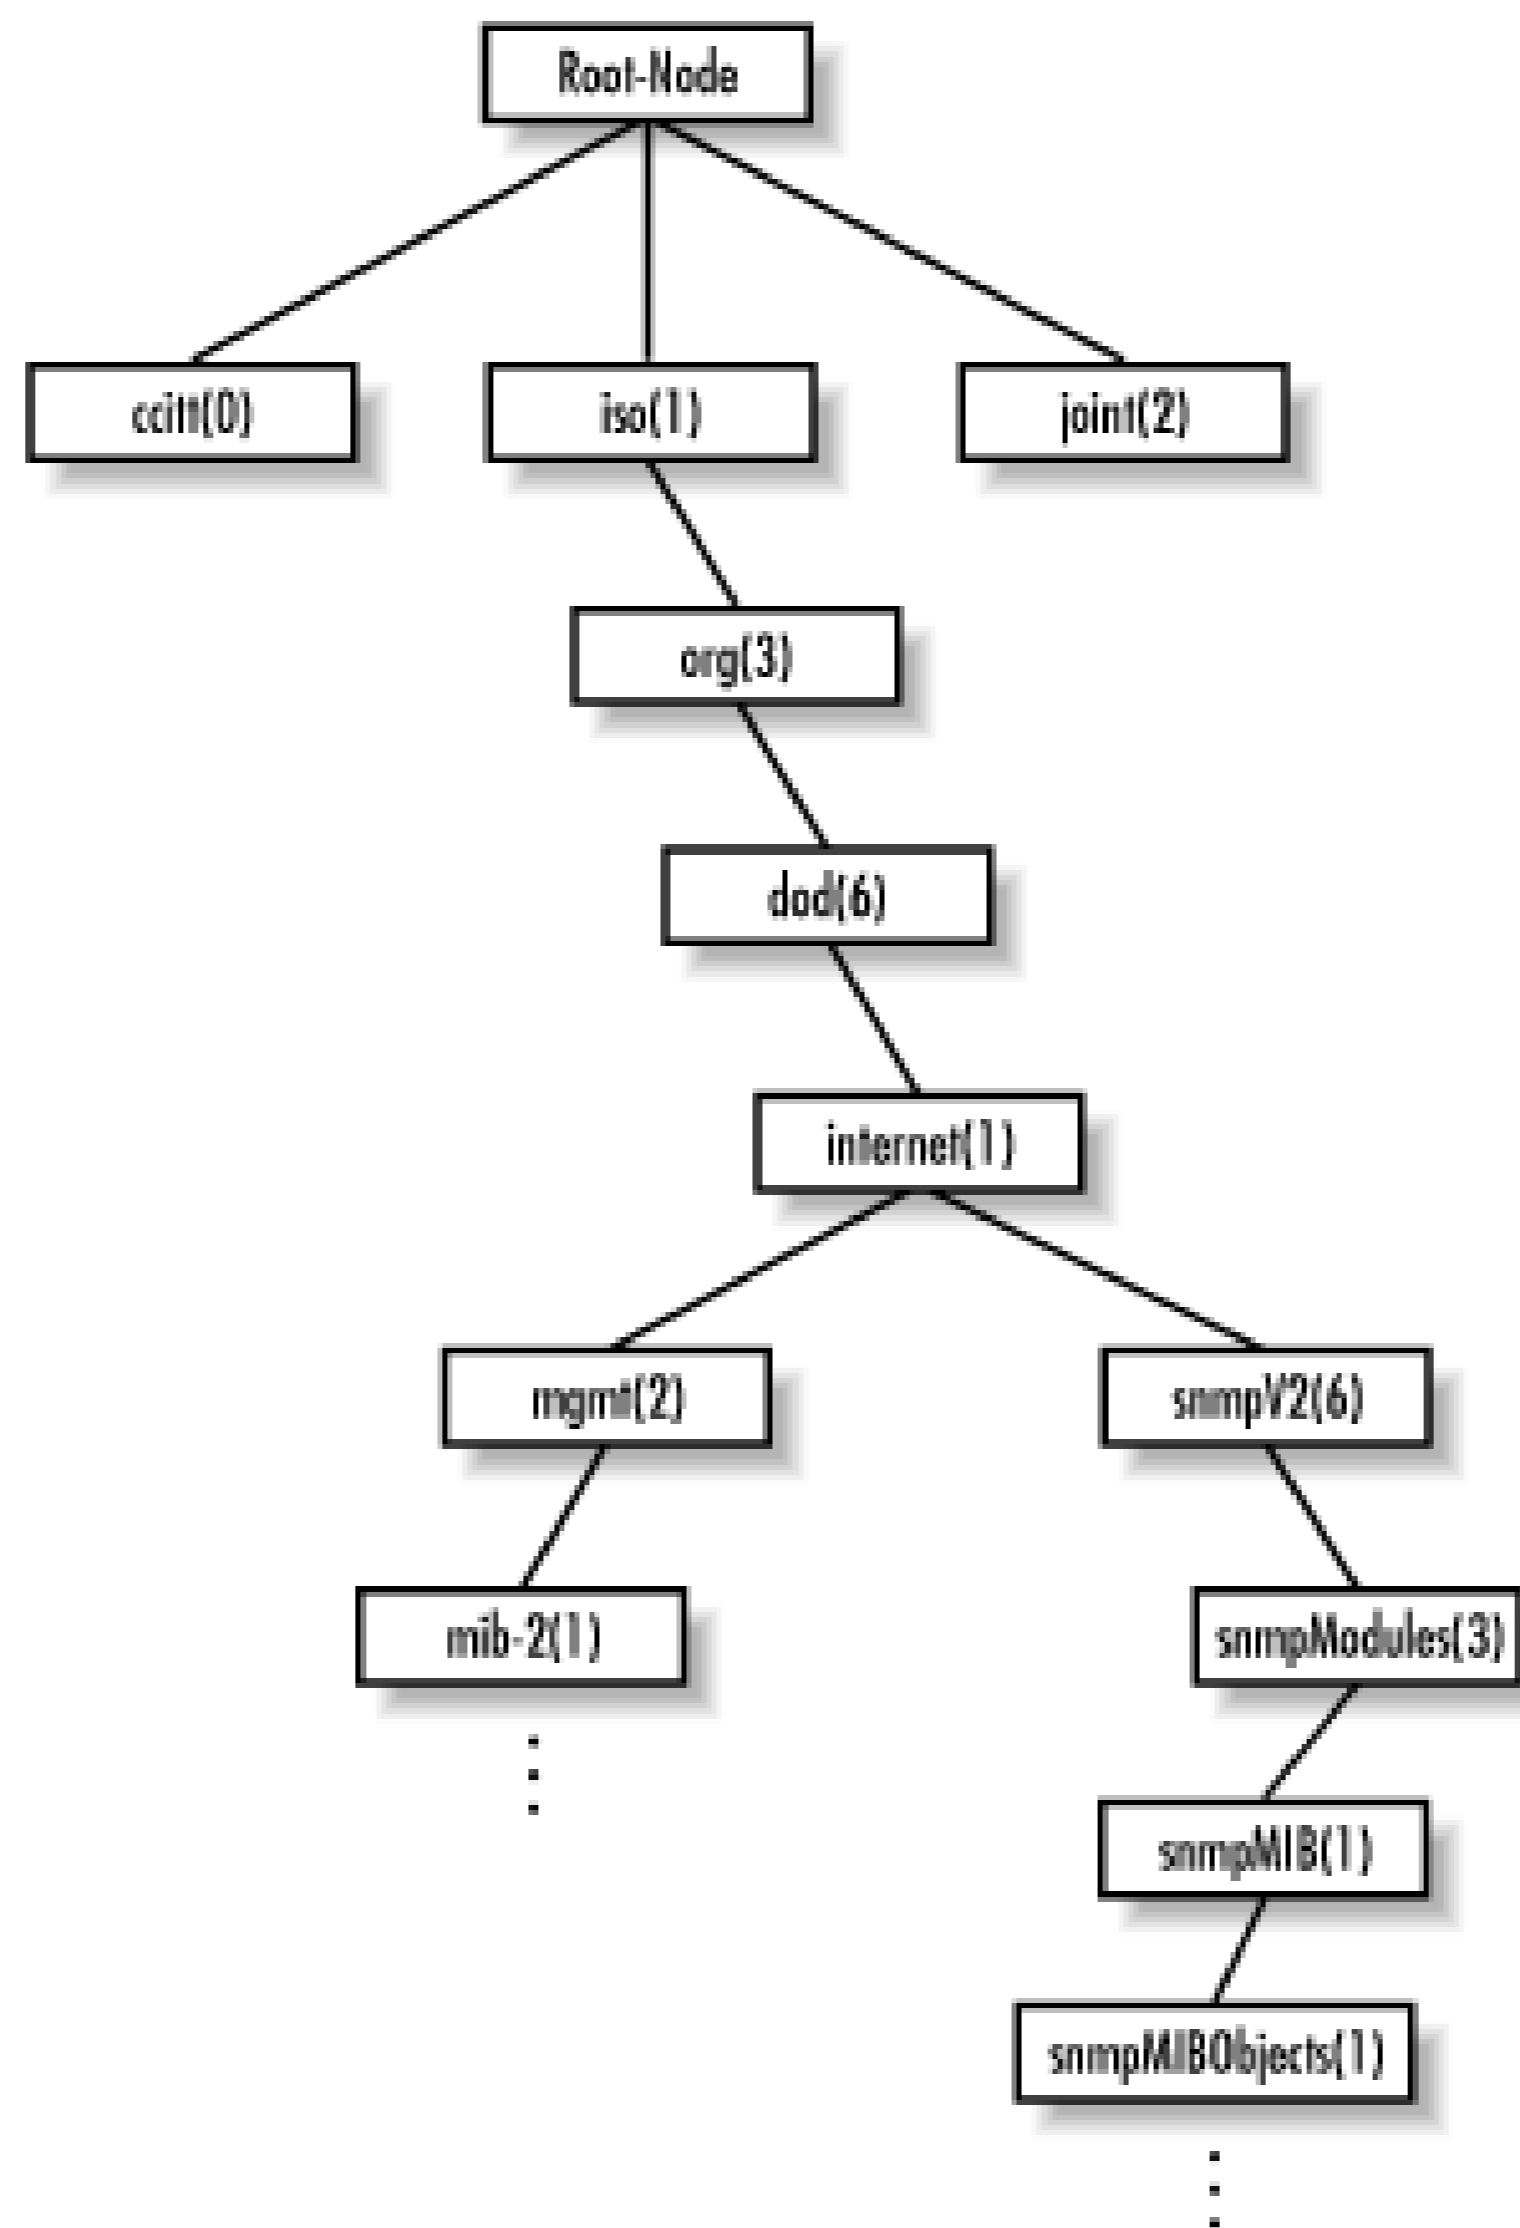 Root-Node
ccitt(0)
iso(1)
joint(2)
org(3)
dod(6)
internet(1)
mgmt(2)
snmpV2(6)
mib-2(1)
snmpModules(3)
snmpMIB(1)
snmpMIBObjects(1)